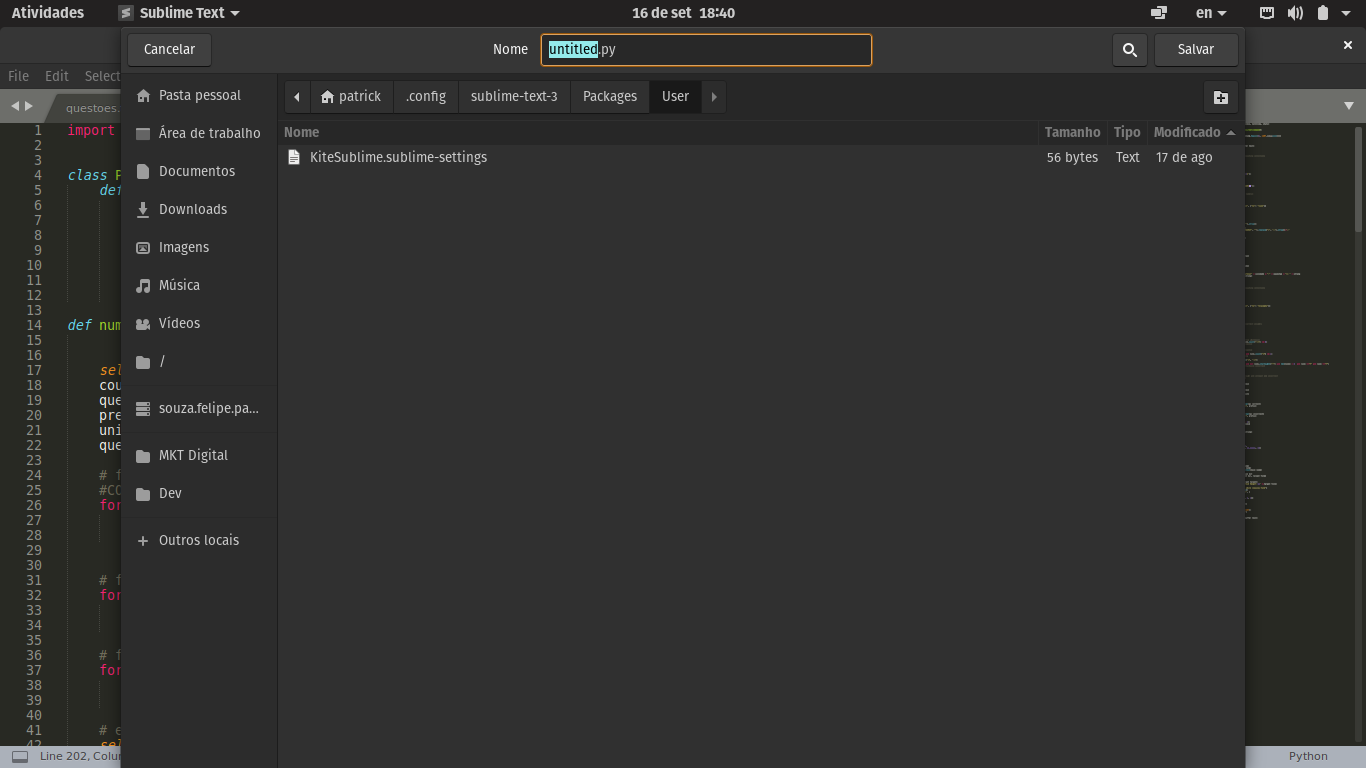 Atividades Sublime Text 16 de set 18:40 en
Cancelar Nome untitled.py Salvar
File Edit Select
patrick .config sublime-text-3 Packages User
questoes.
Nome Tamanho Tipo Modificado
KiteSublime.sublime-settings 56 bytes Text 17 de ago
Pasta pessoal
Área de trabalho
Documentos
Downloads
Imagens
Música
Vídeos
/
souza.felipe.pa...
MKT Digital
Dev
Outros locais
1 import
2
3
4 class P
5 def
6
7
8
9
10
11
12
13
14 def num
15
16
17 sel
18 cou
19 que
20 pre
21 uni
22 que
23
24 # f
25 #CO
26 for
27
28
29
30
31 # f
32 for
33
34
35
36 # f
37 for
38
39
40
41 # e
42 sel
Line 202, Colu Python